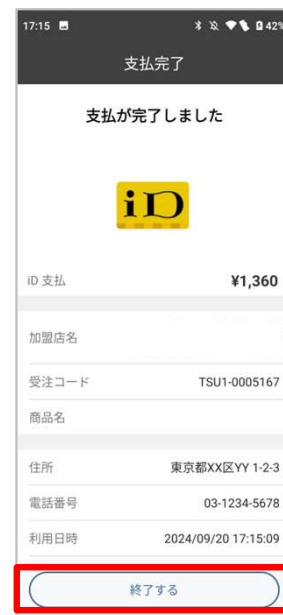 17:15 42%
支払完了
支払が完了しました
iD
iD 支払 ¥1,360
加盟店名
受注コード TSU1-0005167
商品名
住所 東京都XX区YY 1-2-3
電話番号 03-1234-5678
利用日時 2024/09/20 17:15:09
終了する